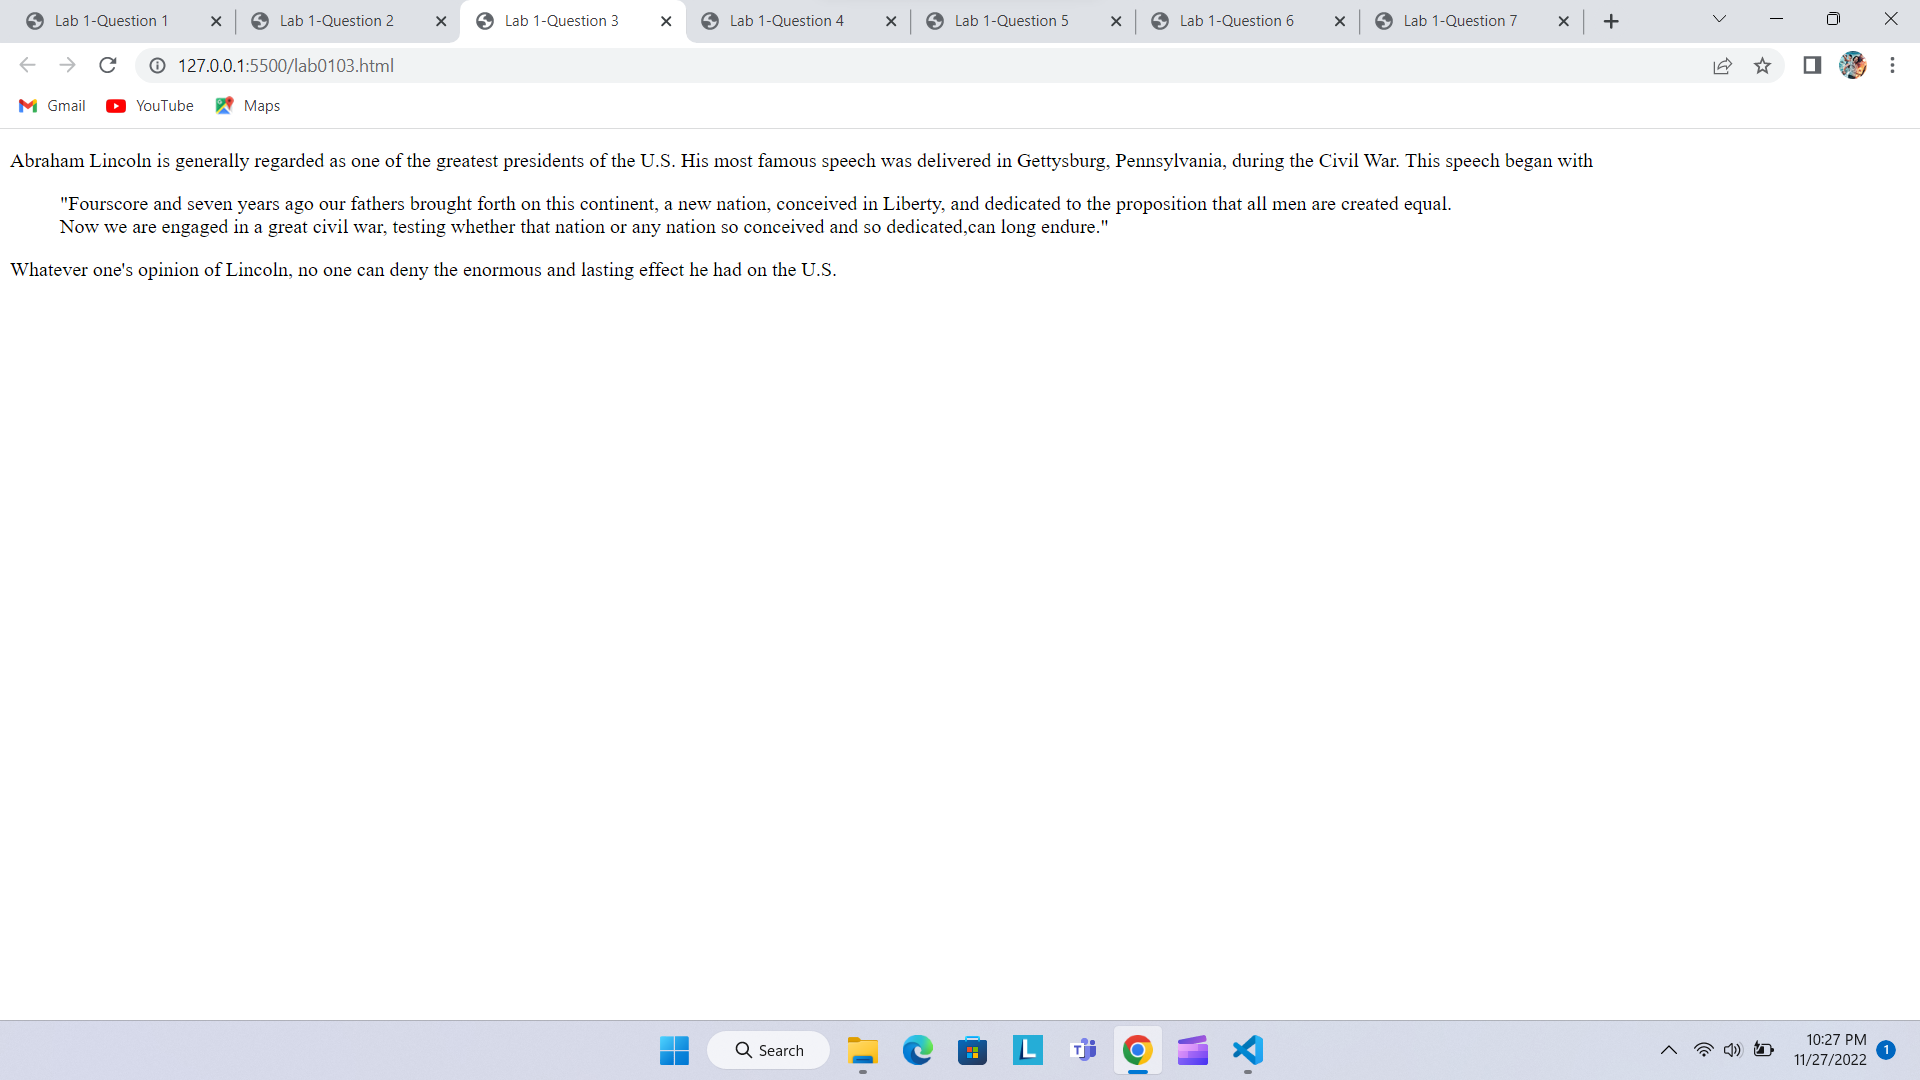 Lab 1-Question 1 Lab 1-Question 2 Lab 1-Question 3 Lab 1-Question 4 Lab 1-Question 5 Lab 1-Question 6 Lab 1-Question 7
127.0.0.1:5500/lab0103.html
Gmail YouTube Maps
Abraham Lincoln is generally regarded as one of the greatest presidents of the U.S. His most famous speech was delivered in Gettysburg, Pennsylvania, during the Civil War. This speech began with
"Fourscore and seven years ago our fathers brought forth on this continent, a new nation, conceived in Liberty, and dedicated to the proposition that all men are created equal.
Now we are engaged in a great civil war, testing whether that nation or any nation so conceived and so dedicated,can long endure."
Whatever one's opinion of Lincoln, no one can deny the enormous and lasting effect he had on the U.S.
Search
L
T
10:27 PM
11/27/2022
1